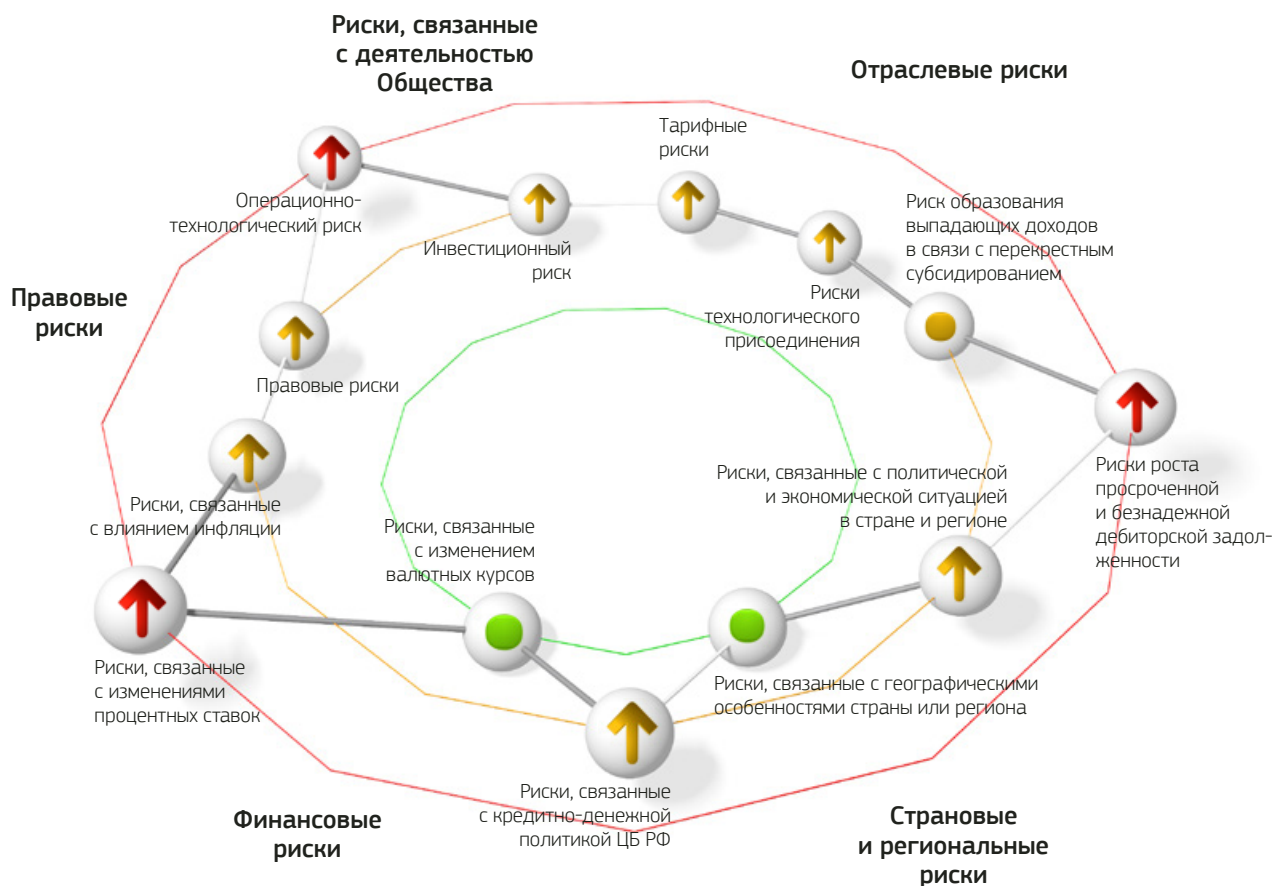 Риски, связанные
с деятельностью
Общества
Отраслевые риски
Тарифные
риски
Операционно-
технологический риск
Инвестиционный
риск
Риск образования
выпадающих доходов
в связи с перекрестным
субсидированием
Риски
технологического
присоединения
Правовые
риски
Правовые риски
Риски, связанные
с влиянием инфляции
Риски, связанные
с изменением
валютных курсов
Риски, связанные с политической
и экономической ситуацией
в стране и регионе
Риски роста
просроченной
и безнадежной
дебиторской задол-
женности
Риски, связанные
с изменениями
процентных ставок
Риски, связанные с географическими
особенностями страны или региона
Риски, связанные
с кредитно-денежной
политикой ЦБ РФ
Финансовые
риски
Страновые
и региональные
риски